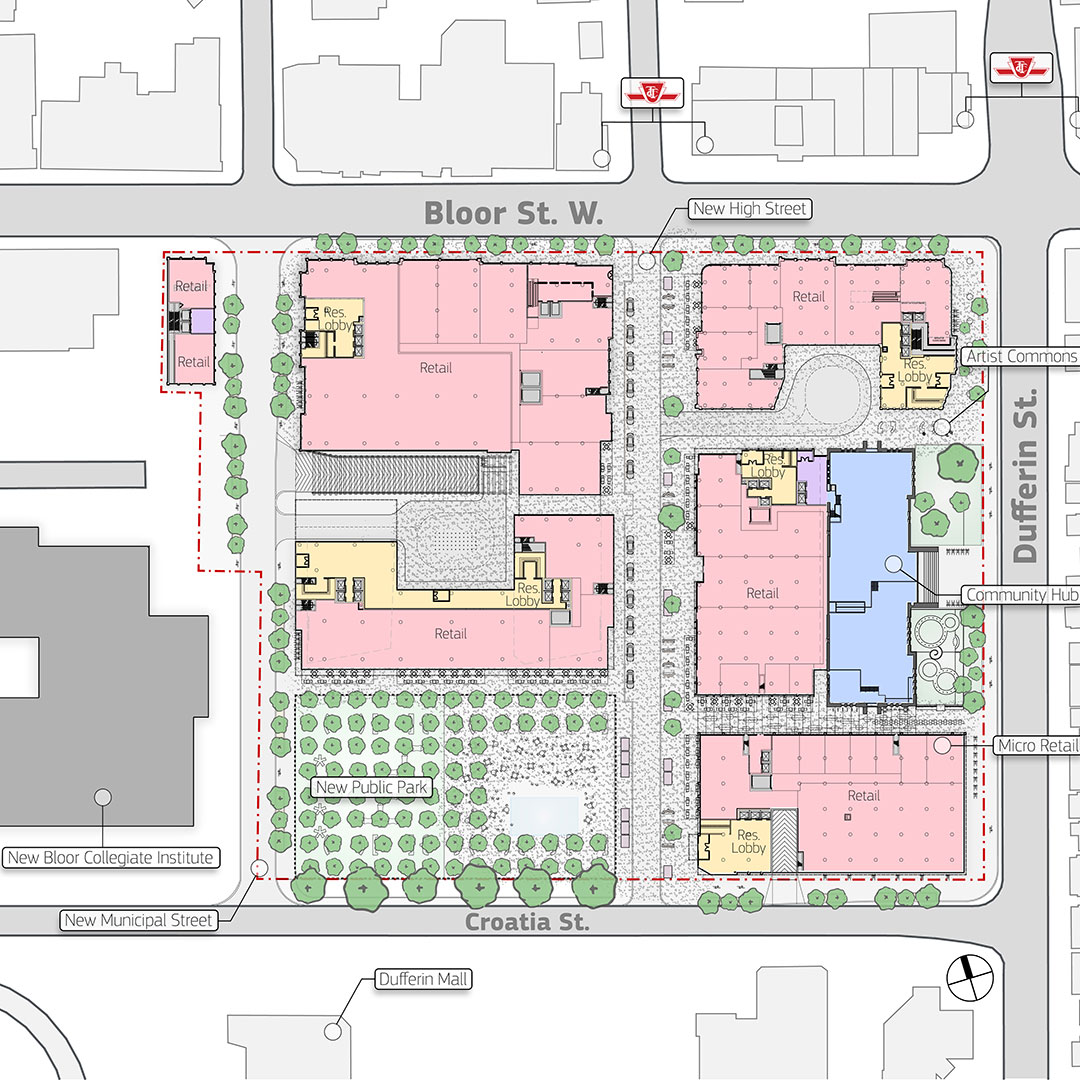 TTC
TTC
Bloor St. W.
New High Street
Retail
Retail
Res.
Lobby
Retail
Retail
Res.
Lobby
Artist Commons
Dufferin St.
Res.
Lobby
Retail
Community Hub
Res.
Lobby
Retail
Micro Retail
New Public Park
Retail
Res.
Lobby
New Bloor Collegiate Institute
New Municipal Street
Croatia St.
Dufferin Mall